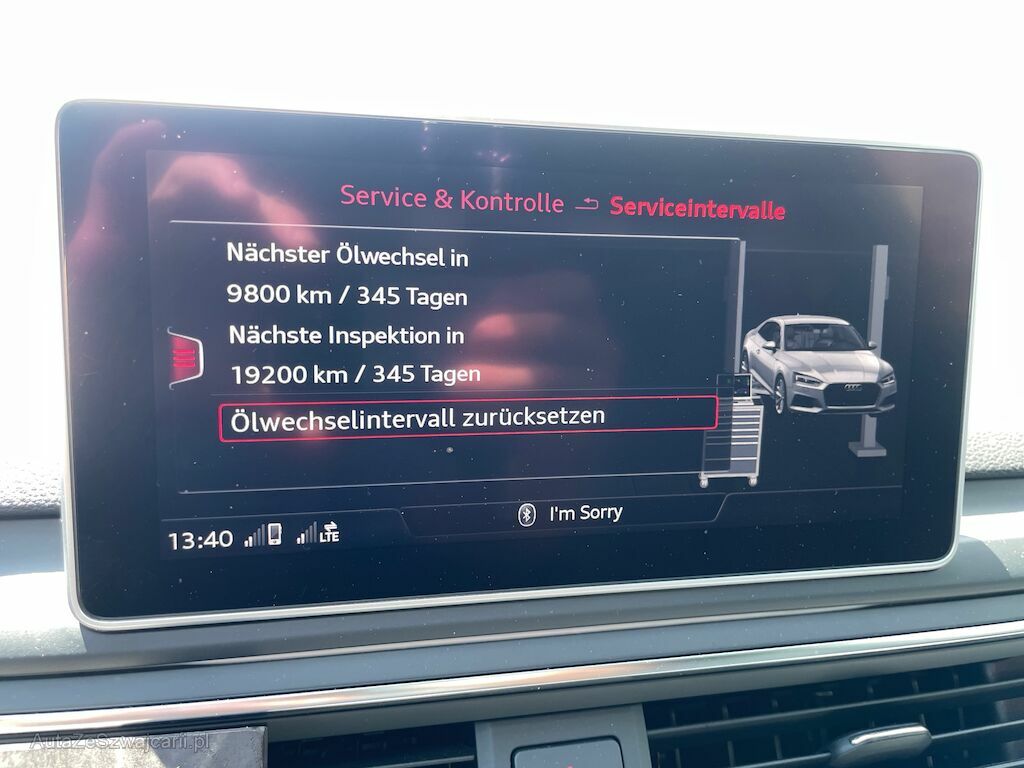 Service & Kontrolle Serviceintervalle
Nächster Ölwechsel in
9800 km / 345 Tagen
Nächste Inspektion in
19200 km / 345 Tagen
Ölwechselintervall zurücksetzen
I'm Sorry
13:40 LTE
AutaZeSzwajcarii.pl